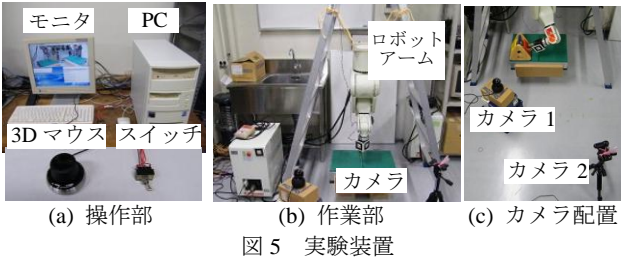 モニタ
PC
3Dマウス
スイッチ
(a) 操作部
ロボット
アーム
カメラ
(b) 作業部
カメラ 1
カメラ 2
(c) カメラ配置
図 5　実験装置